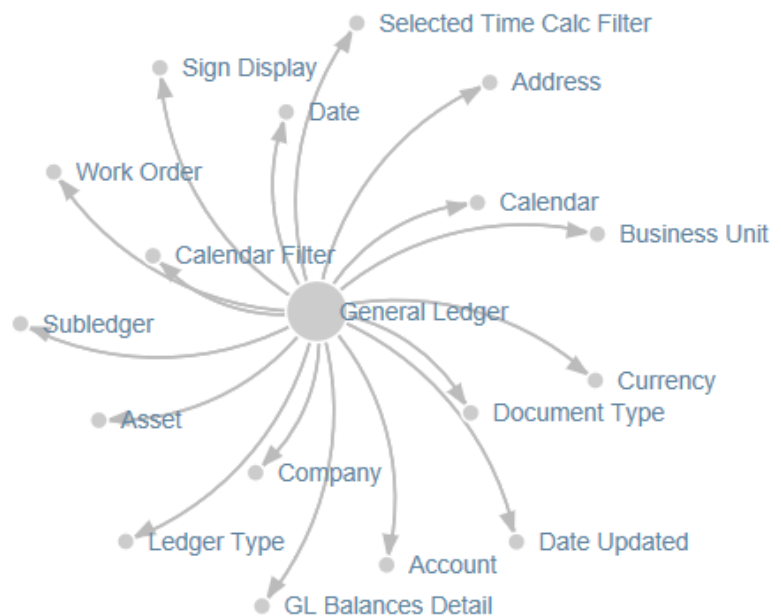 Selected Time Calc Filter
Sign Display
Address
Date
Work Order
Calendar
Business Unit
Calendar Filter
General Ledger
Subledger
Currency
Document Type
Asset
Company
Ledger Type
Date Updated
Account
GL Balances Detail